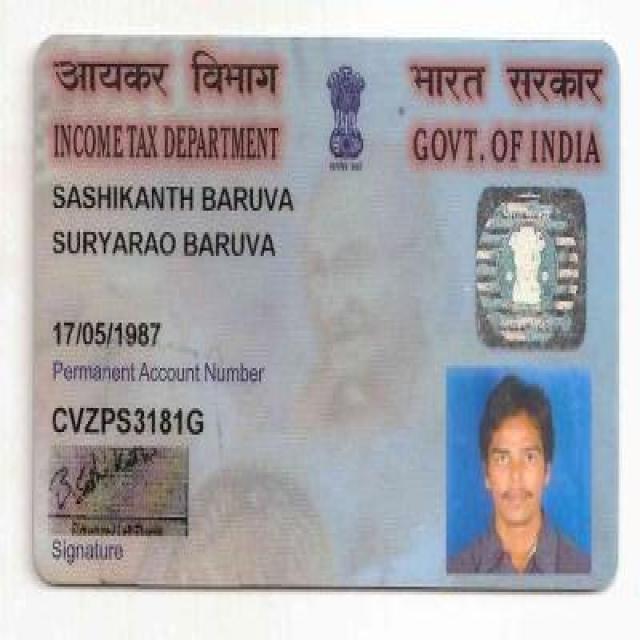 आयकर विभाग
भारत सरकार
INCOME TAX DEPARTMENT
GOVT. OF INDIA
SASHIKANTH BARUVA
SURYARAO BARUVA
17/05/1987
Permanent Account Number
CVZPS3181G
B. Sashikanth
Signature